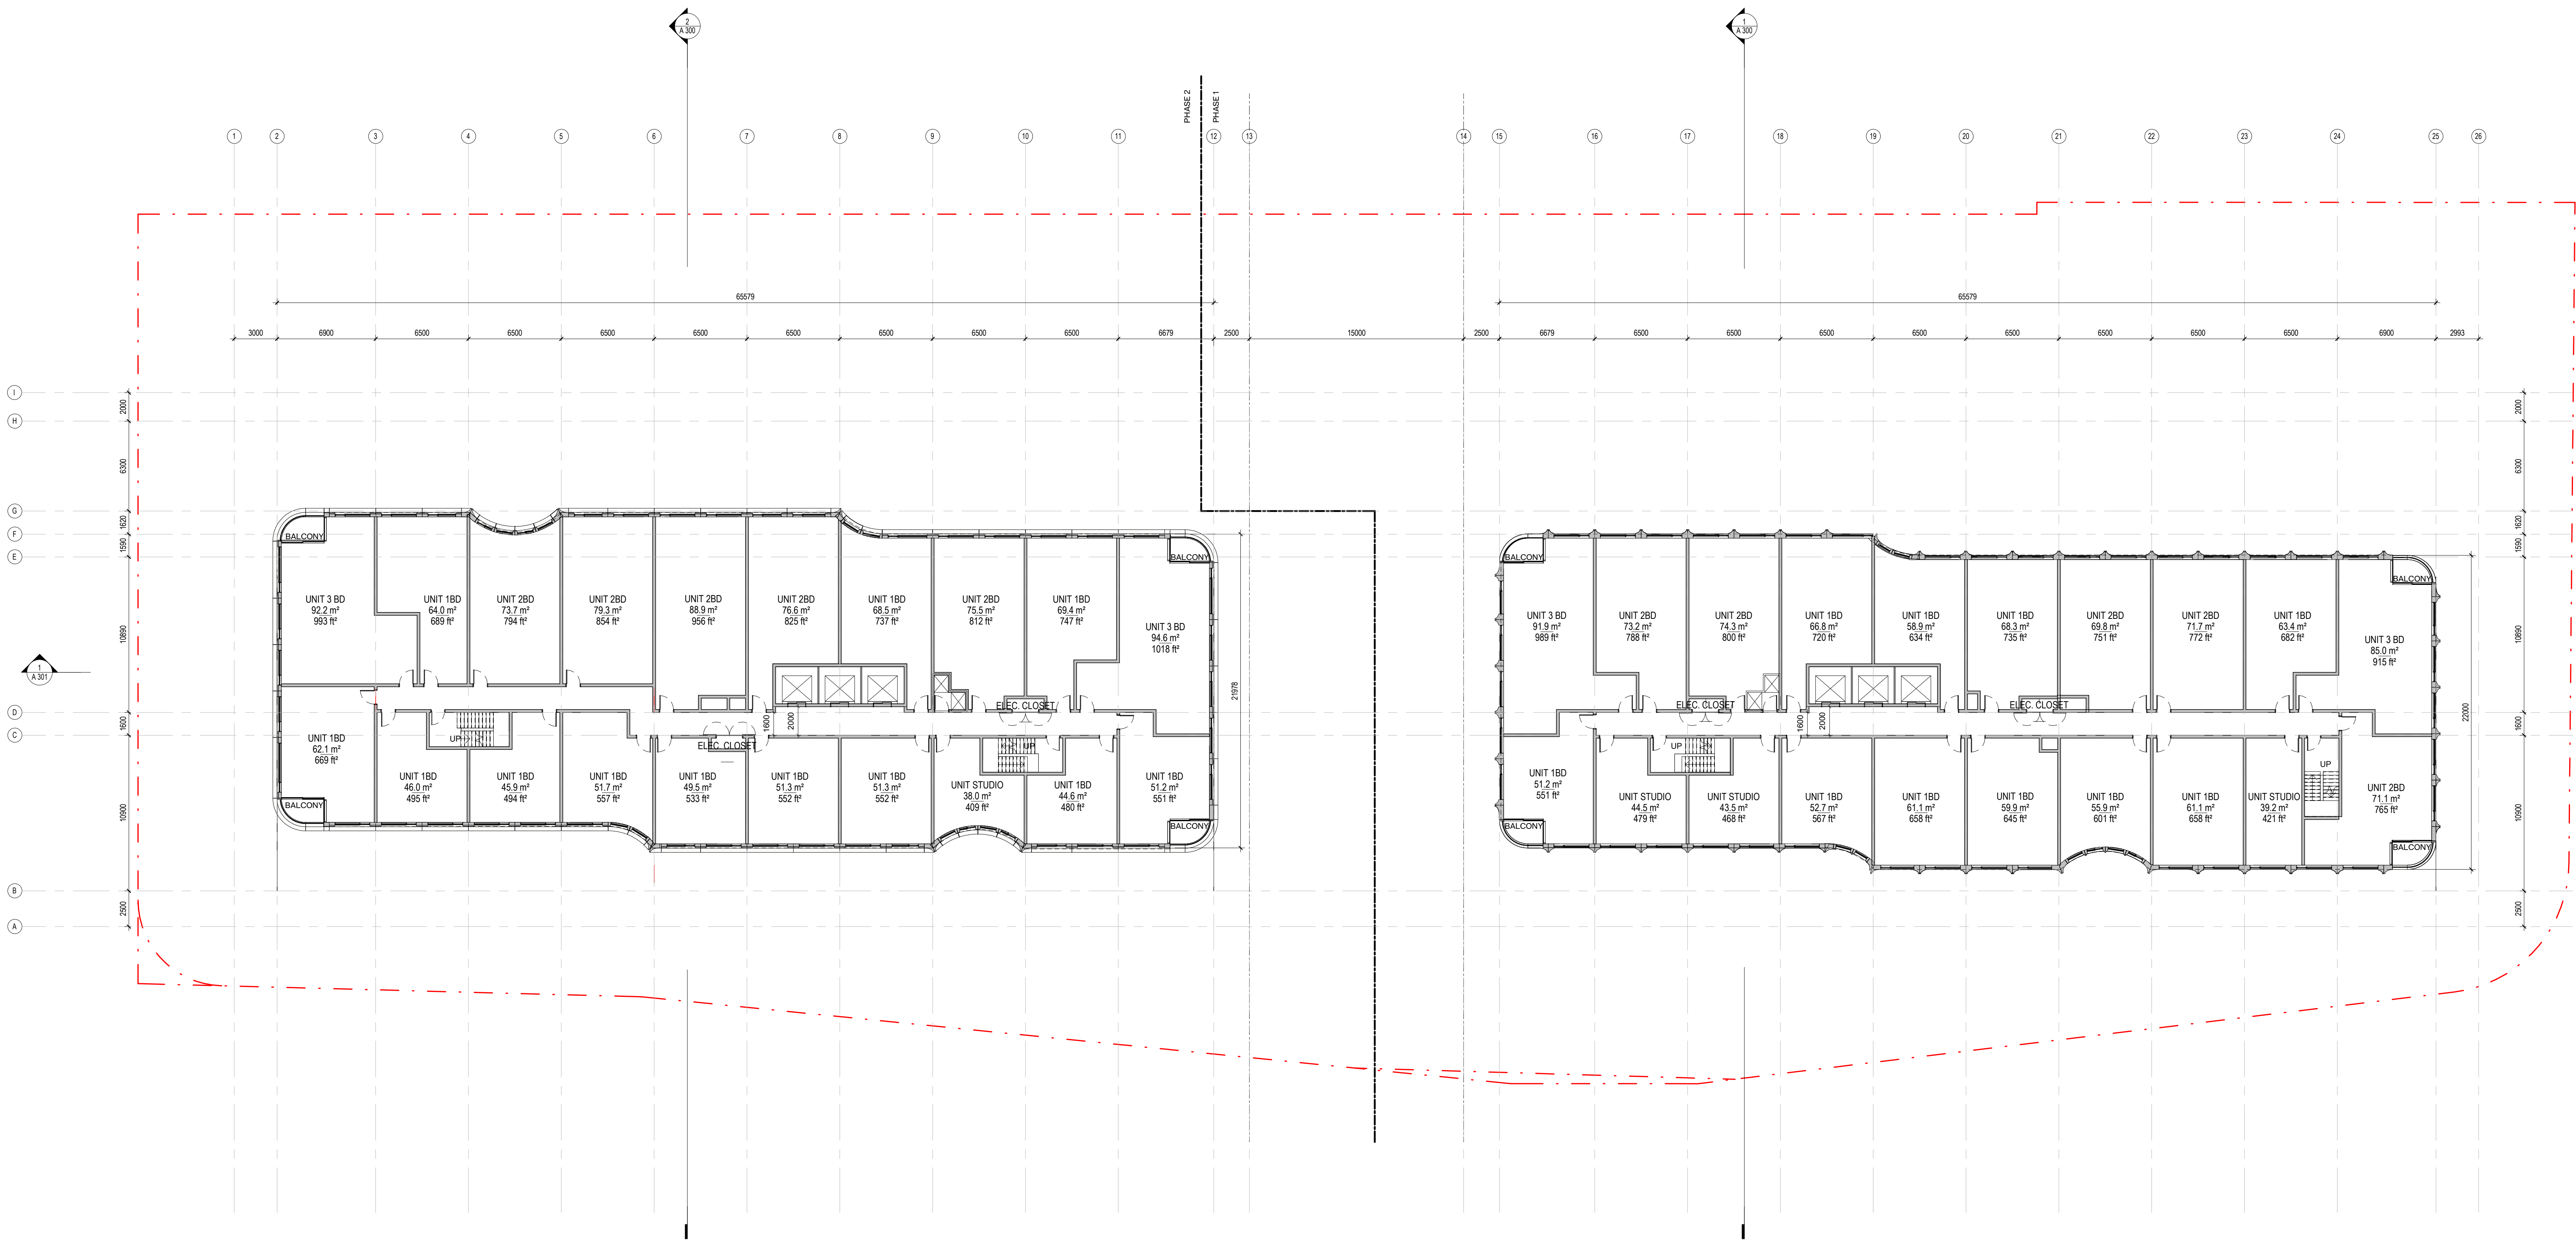 2
A 300
1
A 300
PHASE 2
PHASE 1
1
2
3
4
5
6
7
8
9
10
11
12
13
14
15
16
17
18
19
20
21
22
23
24
25
26
65579
65579
3000
6900
6500
6500
6500
6500
6500
6500
6500
6500
6679
2500
15000
2500
6679
6500
6500
6500
6500
6500
6500
6500
6500
6900
2993
I
H
G
F
E
D
C
B
A
2000
6300
1620
1590
10890
1600
10900
2500
1
A 301
BALCONY
UNIT 3 BD
92.2 m²
993 ft²
UNIT 1BD
64.0 m²
689 ft²
UNIT 2BD
73.7 m²
794 ft²
UNIT 2BD
79.3 m²
854 ft²
UNIT 2BD
88.9 m²
956 ft²
UNIT 2BD
76.6 m²
825 ft²
UNIT 1BD
68.5 m²
737 ft²
UNIT 2BD
75.5 m²
812 ft²
UNIT 1BD
69.4 m²
747 ft²
BALCONY
UNIT 3 BD
94.6 m²
1018 ft²
21978
ELEC. CLOSET
1600
2000
ELEC. CLOSET
UP
UP
UNIT 1BD
62.1 m²
669 ft²
BALCONY
UNIT 1BD
46.0 m²
495 ft²
UNIT 1BD
45.9 m²
494 ft²
UNIT 1BD
51.7 m²
557 ft²
UNIT 1BD
49.5 m²
533 ft²
UNIT 1BD
51.3 m²
552 ft²
UNIT 1BD
51.3 m²
552 ft²
UNIT STUDIO
38.0 m²
409 ft²
UNIT 1BD
44.6 m²
480 ft²
UNIT 1BD
51.2 m²
551 ft²
BALCONY
BALCONY
UNIT 3 BD
91.9 m²
989 ft²
UNIT 2BD
73.2 m²
788 ft²
UNIT 2BD
74.3 m²
800 ft²
UNIT 1BD
66.8 m²
720 ft²
UNIT 1BD
58.9 m²
634 ft²
UNIT 1BD
68.3 m²
735 ft²
UNIT 2BD
69.8 m²
751 ft²
UNIT 2BD
71.7 m²
772 ft²
UNIT 1BD
63.4 m²
682 ft²
BALCONY
UNIT 3 BD
85.0 m²
915 ft²
22000
ELEC. CLOSET
ELEC. CLOSET
1600
2000
UP
UP
UNIT 1BD
51.2 m²
551 ft²
BALCONY
UNIT STUDIO
44.5 m²
479 ft²
UNIT STUDIO
43.5 m²
468 ft²
UNIT 1BD
52.7 m²
567 ft²
UNIT 1BD
61.1 m²
658 ft²
UNIT 1BD
59.9 m²
645 ft²
UNIT 1BD
55.9 m²
601 ft²
UNIT 1BD
61.1 m²
658 ft²
UNIT STUDIO
39.2 m²
421 ft²
UNIT 2BD
71.1 m²
765 ft²
BALCONY
2000
6300
1620
1590
10890
1600
10900
2500